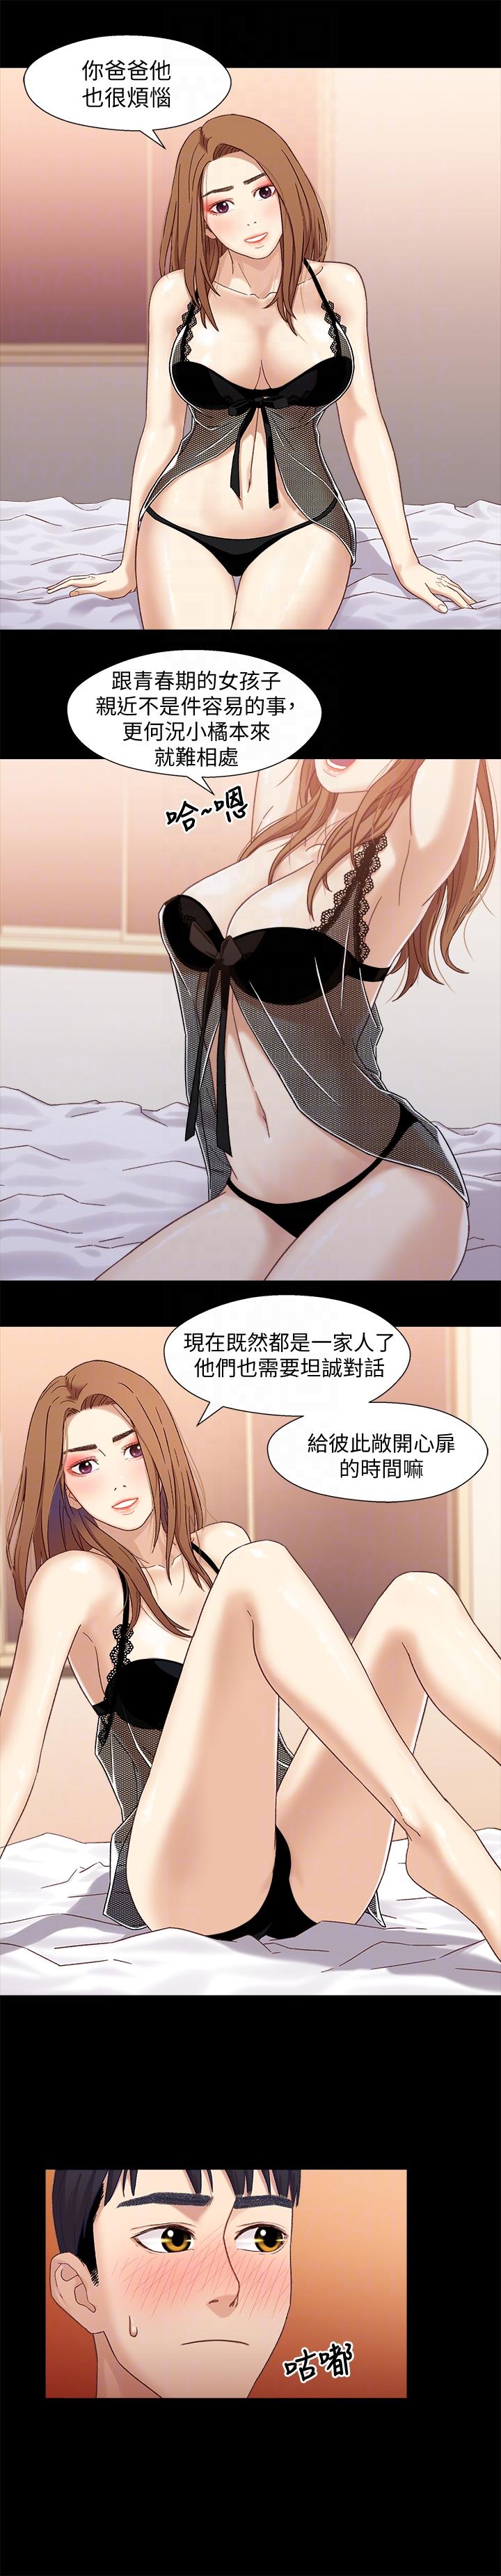 你爸爸他
也很煩惱
跟青春期的女孩子
親近不是件容易的事,
更何況小橘本來
就難相處
哈~嗯
現在既然都是一家人了
他們也需要坦誠對話
給彼此敞開心扉
的時間嘛
咕嘟